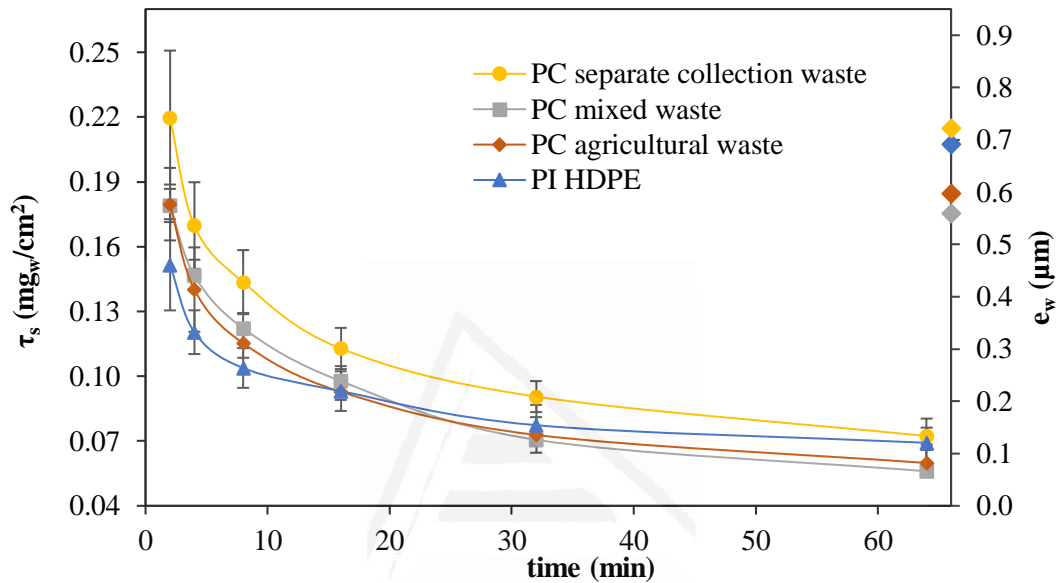 0.25
0.22
0.19
0.16
0.13
0.10
0.07
0.04
τs (mgw/cm2)
PC separate collection waste
PC mixed waste
PC agricultural waste
PI HDPE
0.9
0.8
0.7
0.6
0.5
0.4
0.3
0.2
0.1
0.0
ew (µm)
0 10 20 30 40 50 60
time (min)